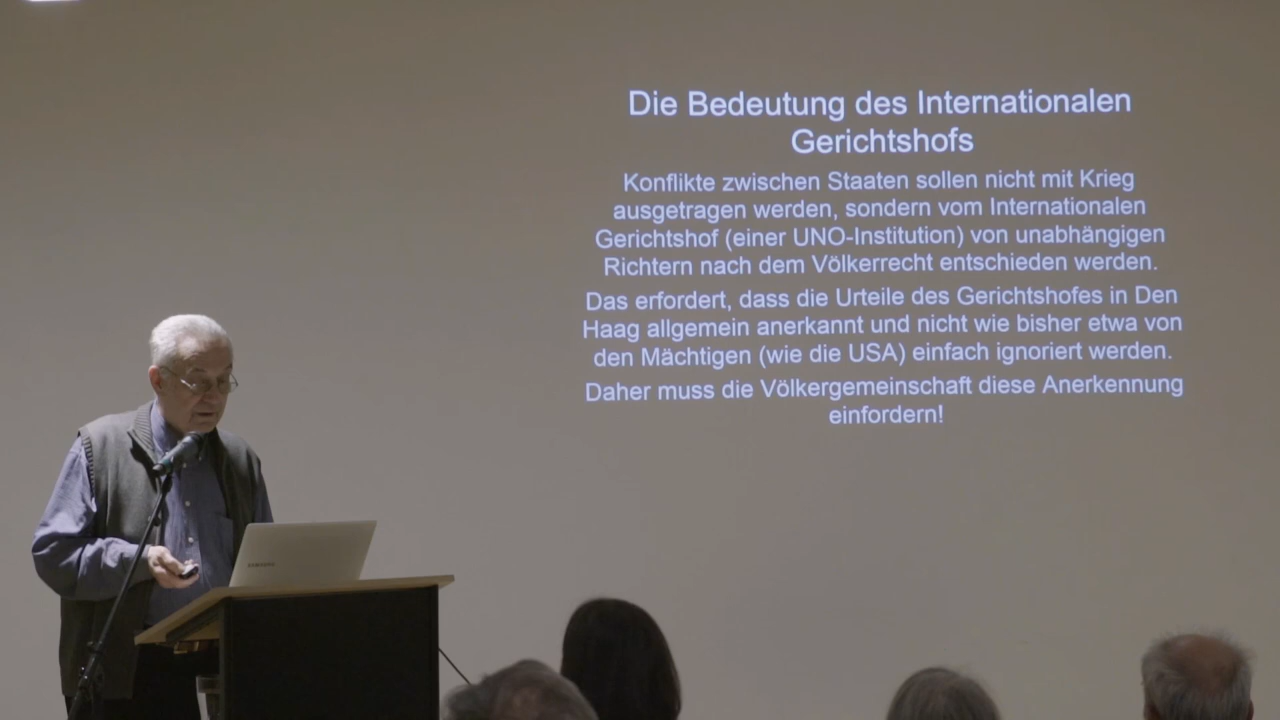 Die Bedeutung des Internationalen
Gerichtshofs
Konflikte zwischen Staaten sollen nicht mit Krieg
ausgetragen werden, sondern vom Internationalen
Gerichtshof (einer UNO-Institution) von unabhängigen
Richtern nach dem Völkerrecht entschieden werden.
Das erfordert, dass die Urteile des Gerichtshofes in Den
Haag allgemein anerkannt und nicht wie bisher etwa von
den Mächtigen (wie die USA) einfach ignoriert werden.
Daher muss die Völkergemeinschaft diese Anerkennung
einfordern!
SAMSUNG